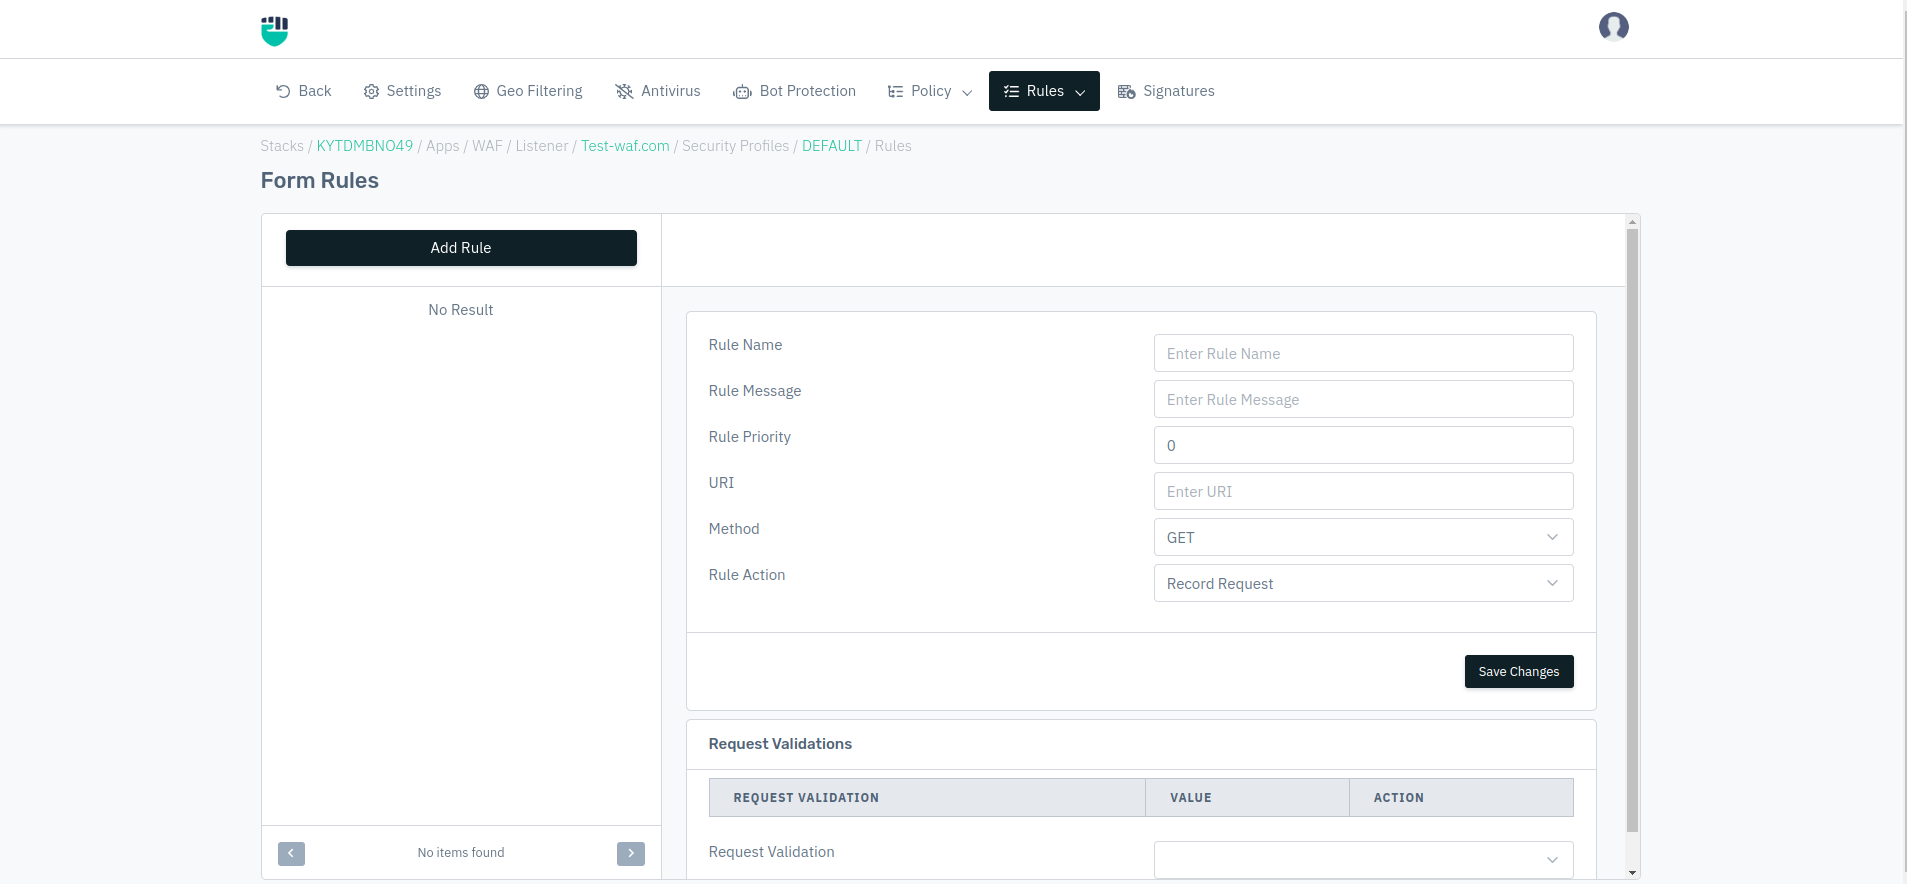 Back Settings Geo Filtering Antivirus Bot Protection Policy Rules Signatures
Stacks / KYTDMBNO49 / Apps / WAF / Listener / Test-waf.com / Security Profiles / DEFAULT / Rules
Form Rules
Add Rule
No Result
Rule Name
Enter Rule Name
Rule Message
Enter Rule Message
Rule Priority
0
URI
Enter URI
Method
GET
Rule Action
Record Request
Save Changes
Request Validations
REQUEST VALIDATION VALUE ACTION
Request Validation
No items found